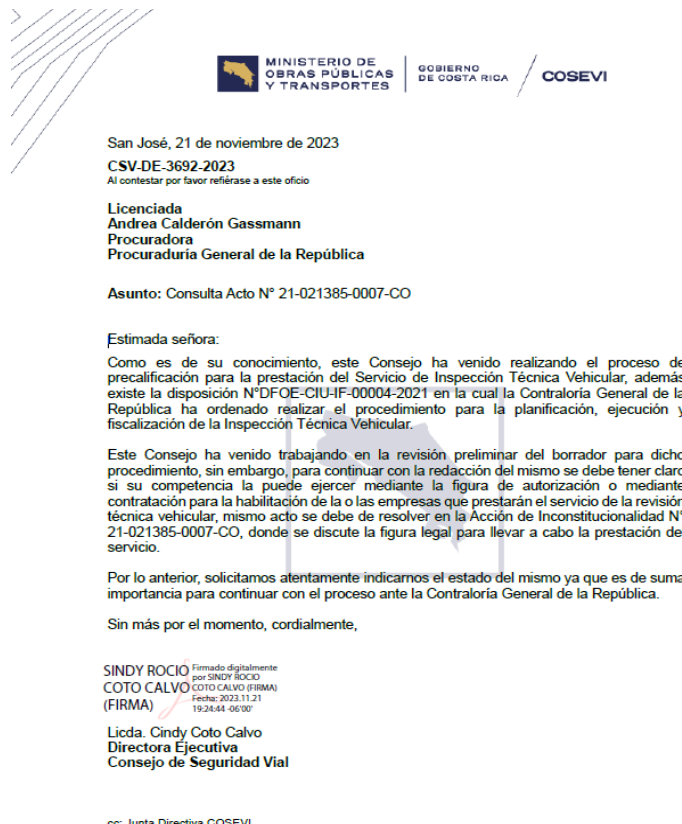 MINISTERIO DE
OBRAS PÚBLICAS
Y TRANSPORTES
GOBIERNO
DE COSTA RICA
COSEVI
San José, 21 de noviembre de 2023
CSV-DE-3692-2023
Al contestar por favor refiérase a este oficio
Licenciada
Andrea Calderón Gassmann
Procuradora
Procuraduría General de la República
Asunto: Consulta Acto N° 21-021385-0007-CO
Estimada señora:
Como es de su conocimiento, este Consejo ha venido realizando el proceso de
precalificación para la prestación del Servicio de Inspección Técnica Vehicular, además
existe la disposición N°DFOE-CIU-IF-00004-2021 en la cual la Contraloría General de la
República ha ordenado realizar el procedimiento para la planificación, ejecución y
fiscalización de la Inspección Técnica Vehicular.
Este Consejo ha venido trabajando en la revisión preliminar del borrador para dicho
procedimiento, sin embargo, para continuar con la redacción del mismo se debe tener claro
si su competencia la puede ejercer mediante la figura de autorización o mediante
contratación para la habilitación de la o las empresas que prestarán el servicio de la revisión
técnica vehicular, mismo acto se debe de resolver en la Acción de Inconstitucionalidad N°
21-021385-0007-CO, donde se discute la figura legal para llevar a cabo la prestación de
servicio.
Por lo anterior, solicitamos atentamente indicarnos el estado del mismo ya que es de suma
importancia para continuar con el proceso ante la Contraloría General de la República.
Sin más por el momento, cordialmente,
SINDY ROCIO
COTO CALVO
(FIRMA)
Firmado digitalmente
por SINDY ROCIO
COTO CALVO (FIRMA)
Fecha: 2023.11.21
19:24:44 -06'00'
Licda. Cindy Coto Calvo
Directora Ejecutiva
Consejo de Seguridad Vial
cc: Junta Directiva COSEVI